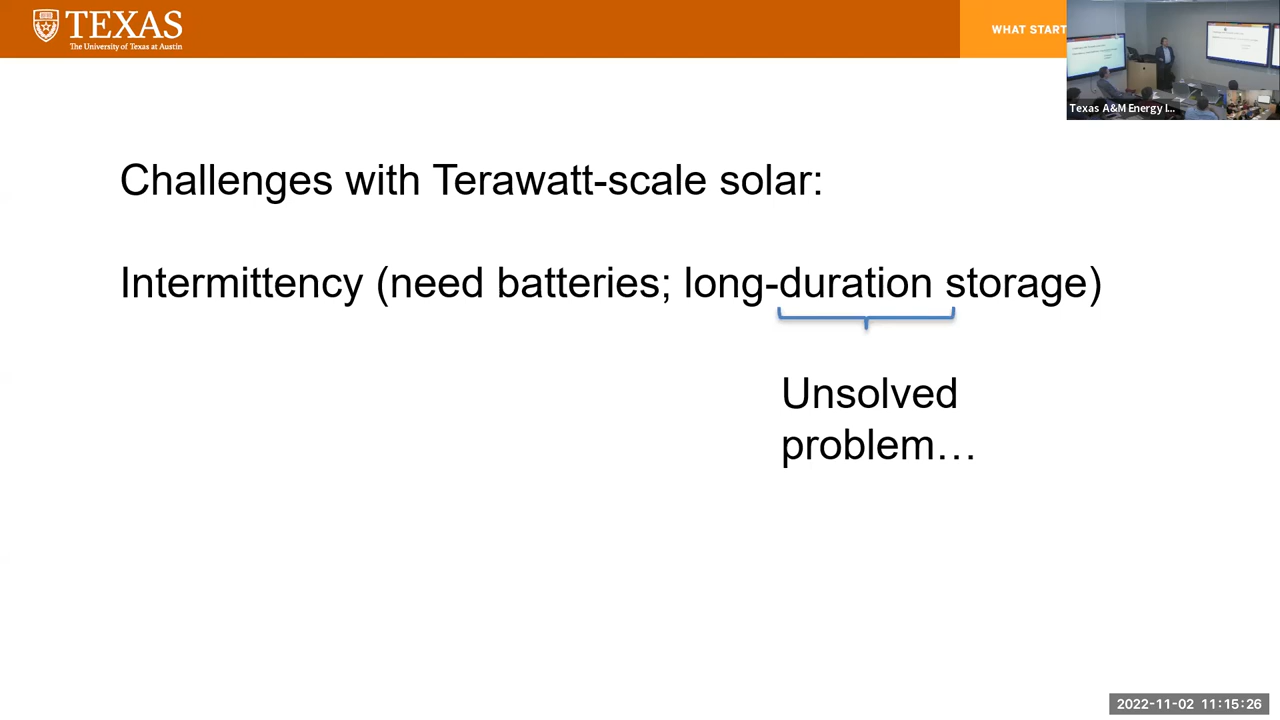 TEXAS
The University of Texas at Austin
WHAT START
Texas A&M Energy I...
Challenges with Terawatt-scale solar:
Intermittency (need batteries; long-duration storage)
Unsolved
problem…
2022-11-02 11:15:26